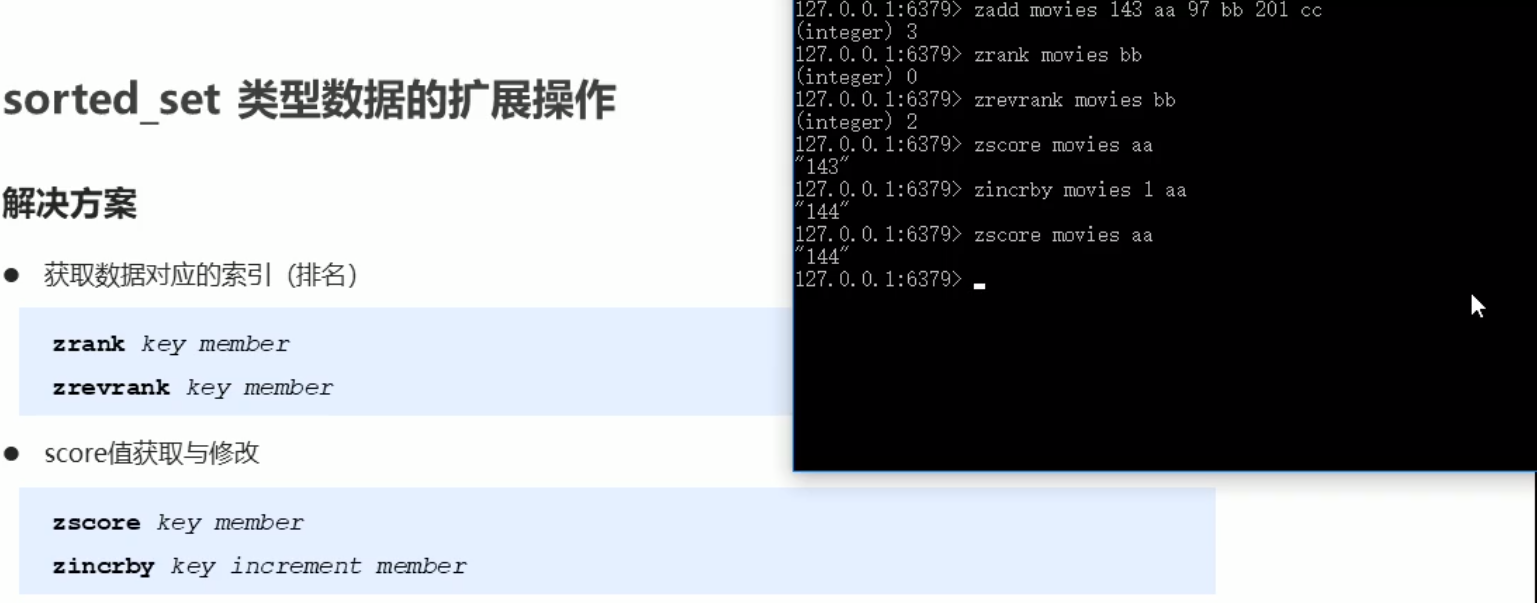 sorted_set 类型数据的扩展操作
解决方案
● 获取数据对应的索引（排名）
zrank key member
zrevrank key member
● score值获取与修改
zscore key member
zincrby key increment member
127.0.0.1:6379> zadd movies 143 aa 97 bb 201 cc
(integer) 3
127.0.0.1:6379> zrank movies bb
(integer) 0
127.0.0.1:6379> zrevrank movies bb
(integer) 2
127.0.0.1:6379> zscore movies aa
"143"
127.0.0.1:6379> zincrby movies 1 aa
"144"
127.0.0.1:6379> zscore movies aa
"144"
127.0.0.1:6379>